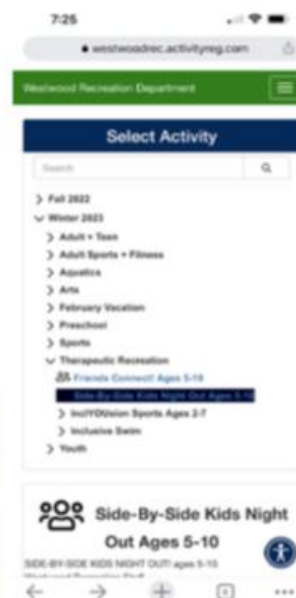 7:25
westwoodrec.activityreg.com
Westwood Recreation Department
Select Activity
Search
Fall 2022
Winter 2023
Adult + Teen
Adult Sports + Fitness
Aquatics
Arts
February Vacation
Preschool
Sports
Therapeutic Recreation
Friends Connect! Ages 5-10
Side-By-Side Kids Night Out Ages 5-10
InclYOUsion Sports Ages 2-7
Inclusive Swim
Youth
Side-By-Side Kids Night
Out Ages 5-10
SIDE-BY-SIDE KIDS NIGHT OUT! ages 5-10